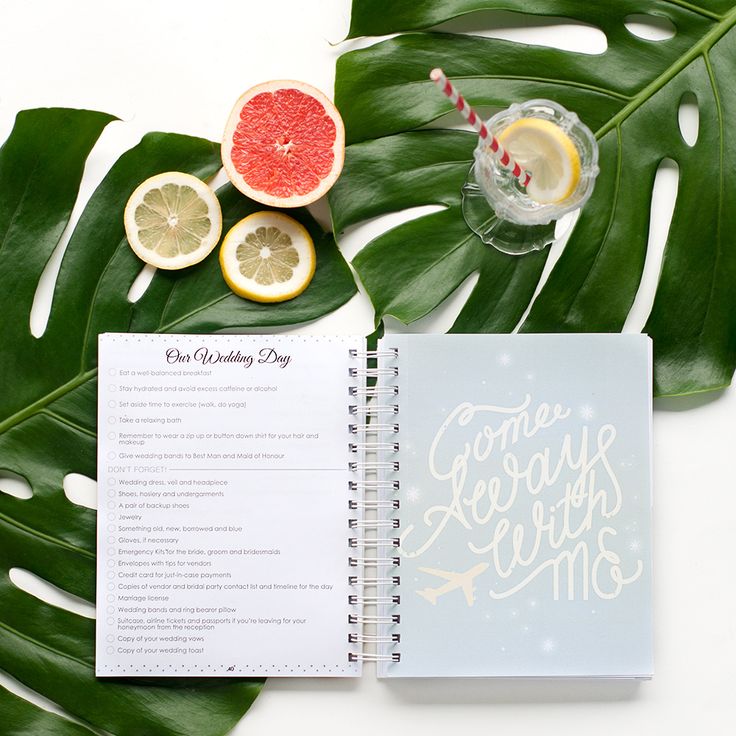 Our Wedding Day
Eat a well-balanced breakfast
Stay hydrated and avoid excess caffeine or alcohol
Set aside time to exercise (walk, do yoga)
Take a relaxing bath
Remember to wear a zip up or button down shirt for your hair and
makeup
Give wedding bands to Best Man and Maid of Honour
DON'T FORGET!
Wedding dress, veil and headpiece
Shoes, hosiery and undergarments
A pair of backup shoes
Jewelry
Something old, new, borrowed and blue
Gloves, if necessary
Emergency Kits for the bride, groom and bridesmaids
Envelopes with tips for vendors
Credit card for just-in-case payments
Copies of vendor and bridal party contact list and timeline for the day
Marriage license
Wedding bands and ring bearer pillow
Suitcase, airline tickets and passports if you're leaving for your
honeymoon from the reception
Copy of your wedding vows
Copy of your wedding toast
Come
Away
With
Me